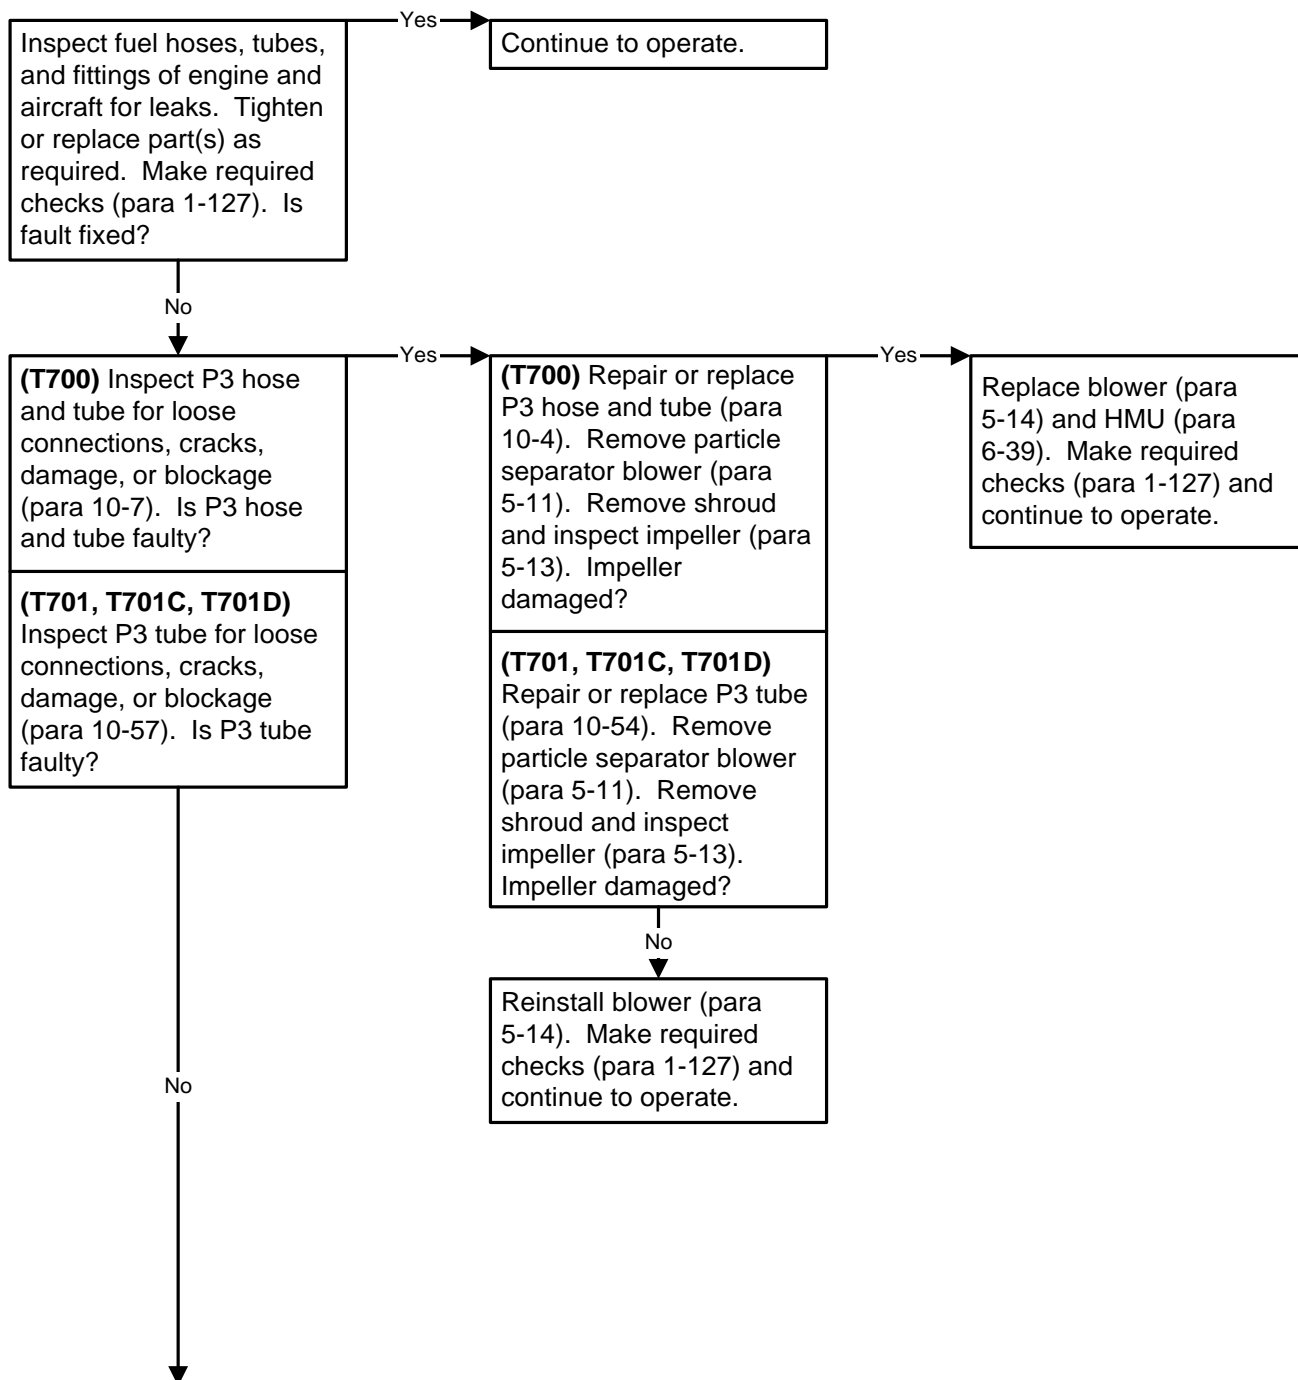 Inspect fuel hoses, tubes,
and fittings of engine and
aircraft for leaks.  Tighten
or replace part(s) as
required.  Make required
checks (para 1-127).  Is
fault fixed?
Yes
Continue to operate.
No
(T700) Inspect P3 hose
and tube for loose
connections, cracks,
damage, or blockage
(para 10-7).  Is P3 hose
and tube faulty?
(T701, T701C, T701D)
Inspect P3 tube for loose
connections, cracks,
damage, or blockage
(para 10-57).  Is P3 tube
faulty?
Yes
(T700) Repair or replace
P3 hose and tube (para
10-4).  Remove particle
separator blower (para
5-11).  Remove shroud
and inspect impeller (para
5-13).  Impeller
damaged?
(T701, T701C, T701D)
Repair or replace P3 tube
(para 10-54).  Remove
particle separator blower
(para 5-11).  Remove
shroud and inspect
impeller (para 5-13).
Impeller damaged?
Yes
Replace blower (para
5-14) and HMU (para
6-39).  Make required
checks (para 1-127) and
continue to operate.
No
Reinstall blower (para
5-14).  Make required
checks (para 1-127) and
continue to operate.
No